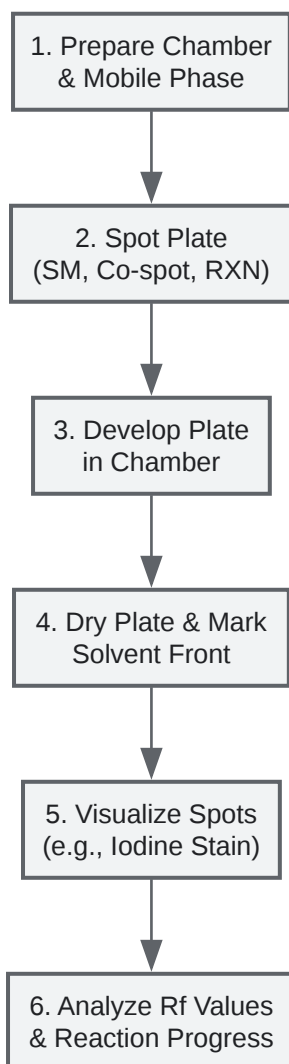 1. Prepare Chamber
& Mobile Phase
2. Spot Plate
(SM, Co-spot, RXN)
3. Develop Plate
in Chamber
4. Dry Plate & Mark
Solvent Front
5. Visualize Spots
(e.g., Iodine Stain)
6. Analyze Rf Values
& Reaction Progress